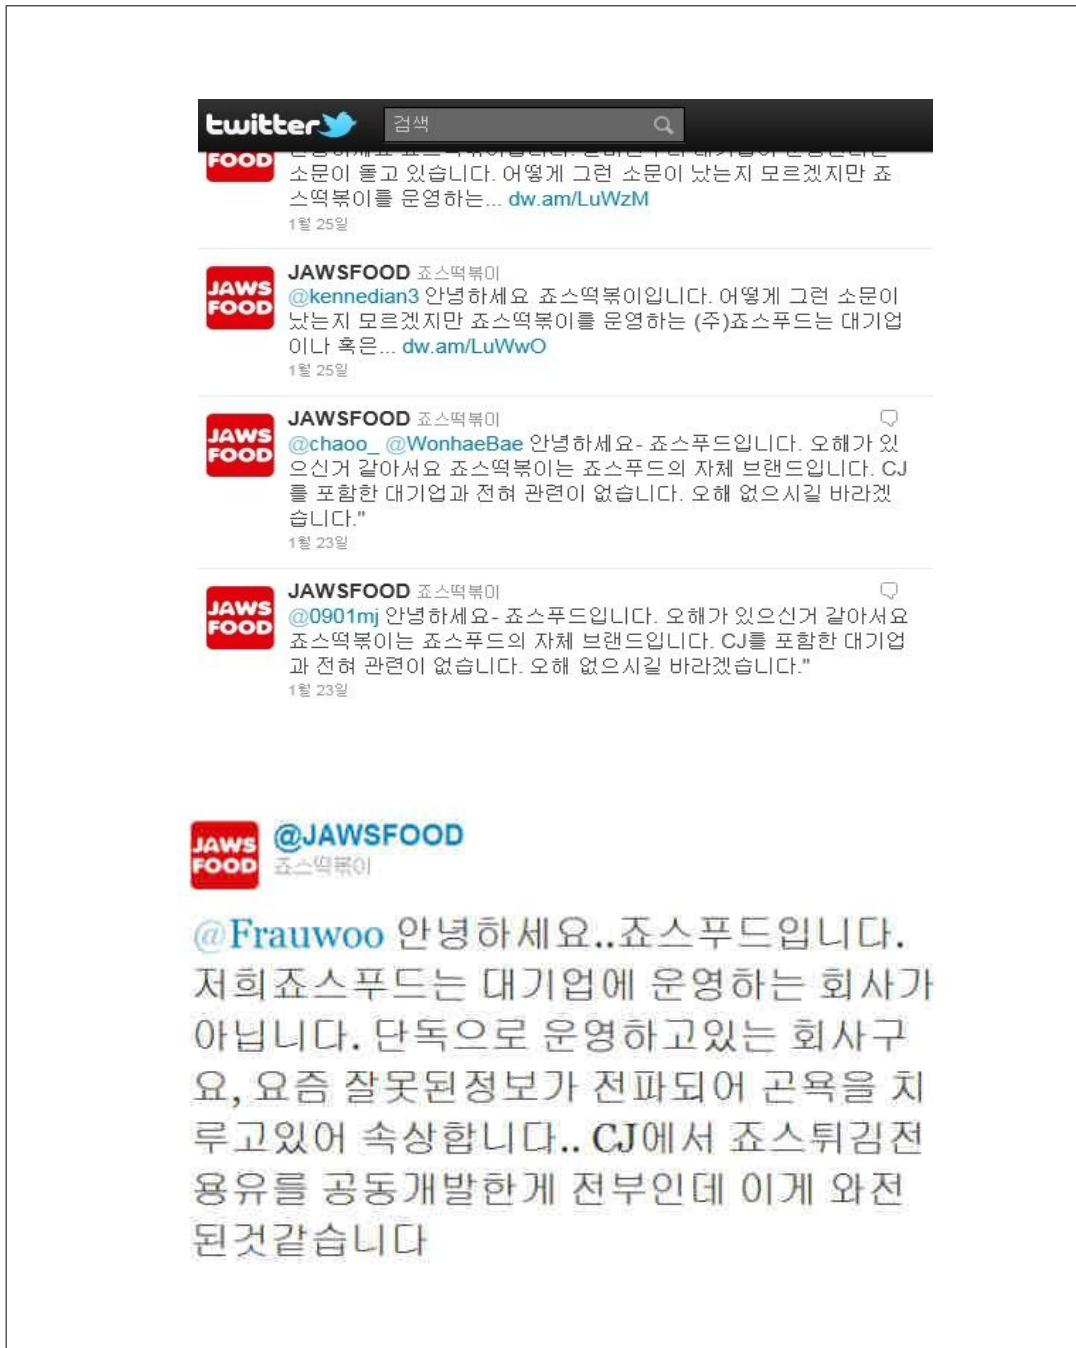 twitter 검색
FOOD
소문이 돌고 있습니다. 어떻게 그런 소문이 났는지 모르겠지만 죠
스떡볶이를 운영하는... dw.am/LuWzM
1월 25일
JAWS FOOD
JAWSFOOD 죠스떡볶이
@kennedian3 안녕하세요 죠스떡볶이입니다. 어떻게 그런 소문이
났는지 모르겠지만 죠스떡볶이를 운영하는 (주)죠스푸드는 대기업
이나 혹은... dw.am/LuWwO
1월 25일
JAWS FOOD
JAWSFOOD 죠스떡볶이
@chaoo_ @WonhaeBae 안녕하세요- 죠스푸드입니다. 오해가 있
으신거 같아서요 죠스떡볶이는 죠스푸드의 자체 브랜드입니다. CJ
를 포함한 대기업과 전혀 관련이 없습니다. 오해 없으시길 바라겠
습니다."
1월 23일
JAWS FOOD
JAWSFOOD 죠스떡볶이
@0901mj 안녕하세요- 죠스푸드입니다. 오해가 있으신거 같아서요
죠스떡볶이는 죠스푸드의 자체 브랜드입니다. CJ를 포함한 대기업
과 전혀 관련이 없습니다. 오해 없으시길 바라겠습니다."
1월 23일
JAWS FOOD
@JAWSFOOD
죠스떡볶이
@Frauwoo 안녕하세요..죠스푸드입니다.
저희죠스푸드는 대기업에 운영하는 회사가
아닙니다. 단독으로 운영하고있는 회사구
요, 요즘 잘못된정보가 전파되어 곤욕을 치
루고있어 속상합니다.. CJ에서 죠스튀김전
용유를 공동개발한게 전부인데 이게 와전
된것같습니다